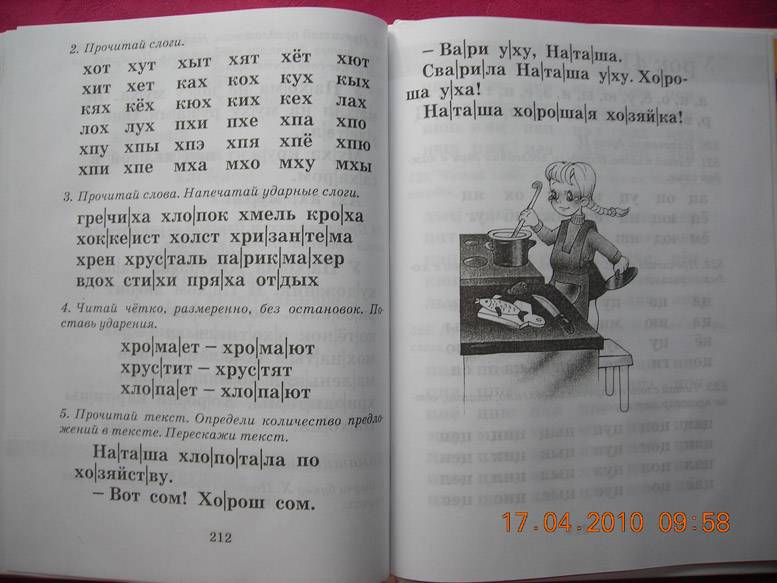 2. Прочитай слоги.
хот хут хыт хят хёт хют
хит хет ках кох кух кых
кях кёх кюх ких кех лах
лох лух пхи пхе хпа хпо
хпу хпы хпэ хпя хпё хпю
хпи хпе мха мхо мху мхы
3. Прочитай слова. Напечатай ударные слоги.
гре|чи|ха хло|пок хмель кро|ха
хок|ке|ист холст хри|зан|те|ма
хрен хрус|таль па|рик|ма|хер
вдох сти|хи пря|ха от|дых
4. Читай чётко, размеренно, без остановок. По-
ставь ударения.
хро|ма|ет – хро|ма|ют
хрус|тит – хрус|тят
хло|па|ет – хло|па|ют
5. Прочитай текст. Определи количество предло-
жений в тексте. Перескажи текст.
На|та|ша хло|по|та|ла по
хо|зяйст|ву.
– Вот сом! Хо|рош сом.
212
– Ва|ри у|ху, На|та|ша.
Сва|ри|ла На|та|ша у|ху. Хо|ро-
ша у|ха!
На|та|ша хо|ро|ша|я хо|зяй|ка!
17.04.2010 09:58